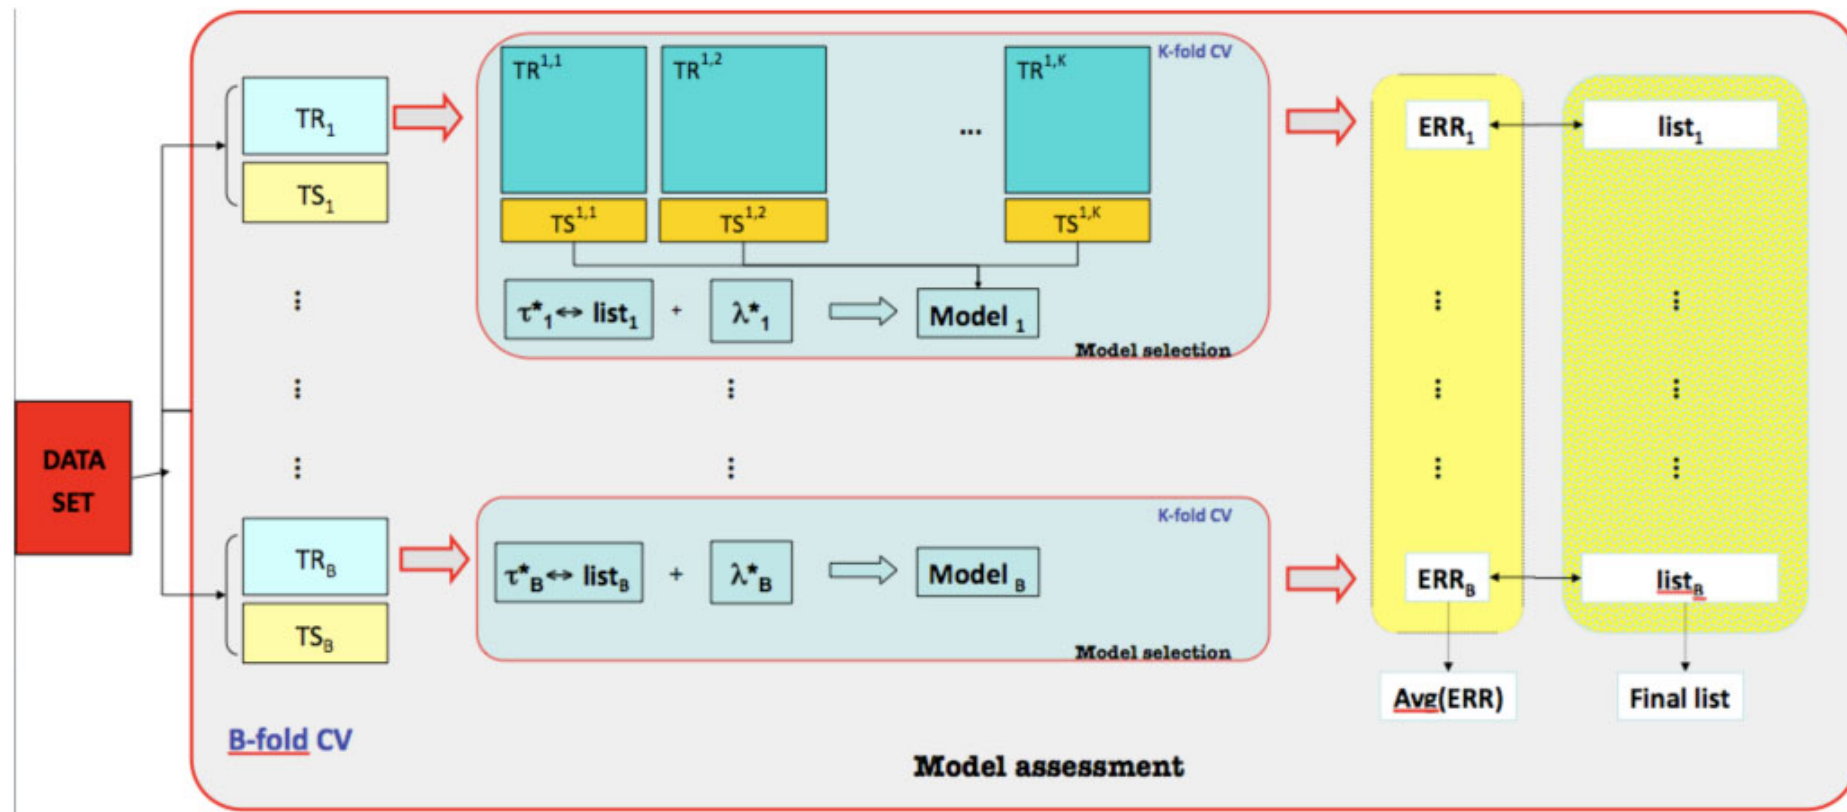 DATA
SET
TR1
TS1
⋮
⋮
⋮
TRB
TSB
B-fold CV
K-fold CV
TR1,1
TR1,2
...
TR1,K
TS1,1
TS1,2
TS1,K
τ*1 ↔ list1 + λ*1
Model 1
Model selection
⋮
⋮
K-fold CV
τ*B ↔ listB + λ*B
Model B
Model selection
ERR1
list1
⋮
⋮
⋮
⋮
⋮
⋮
ERRB
listB
Avg(ERR)
Final list
Model assessment